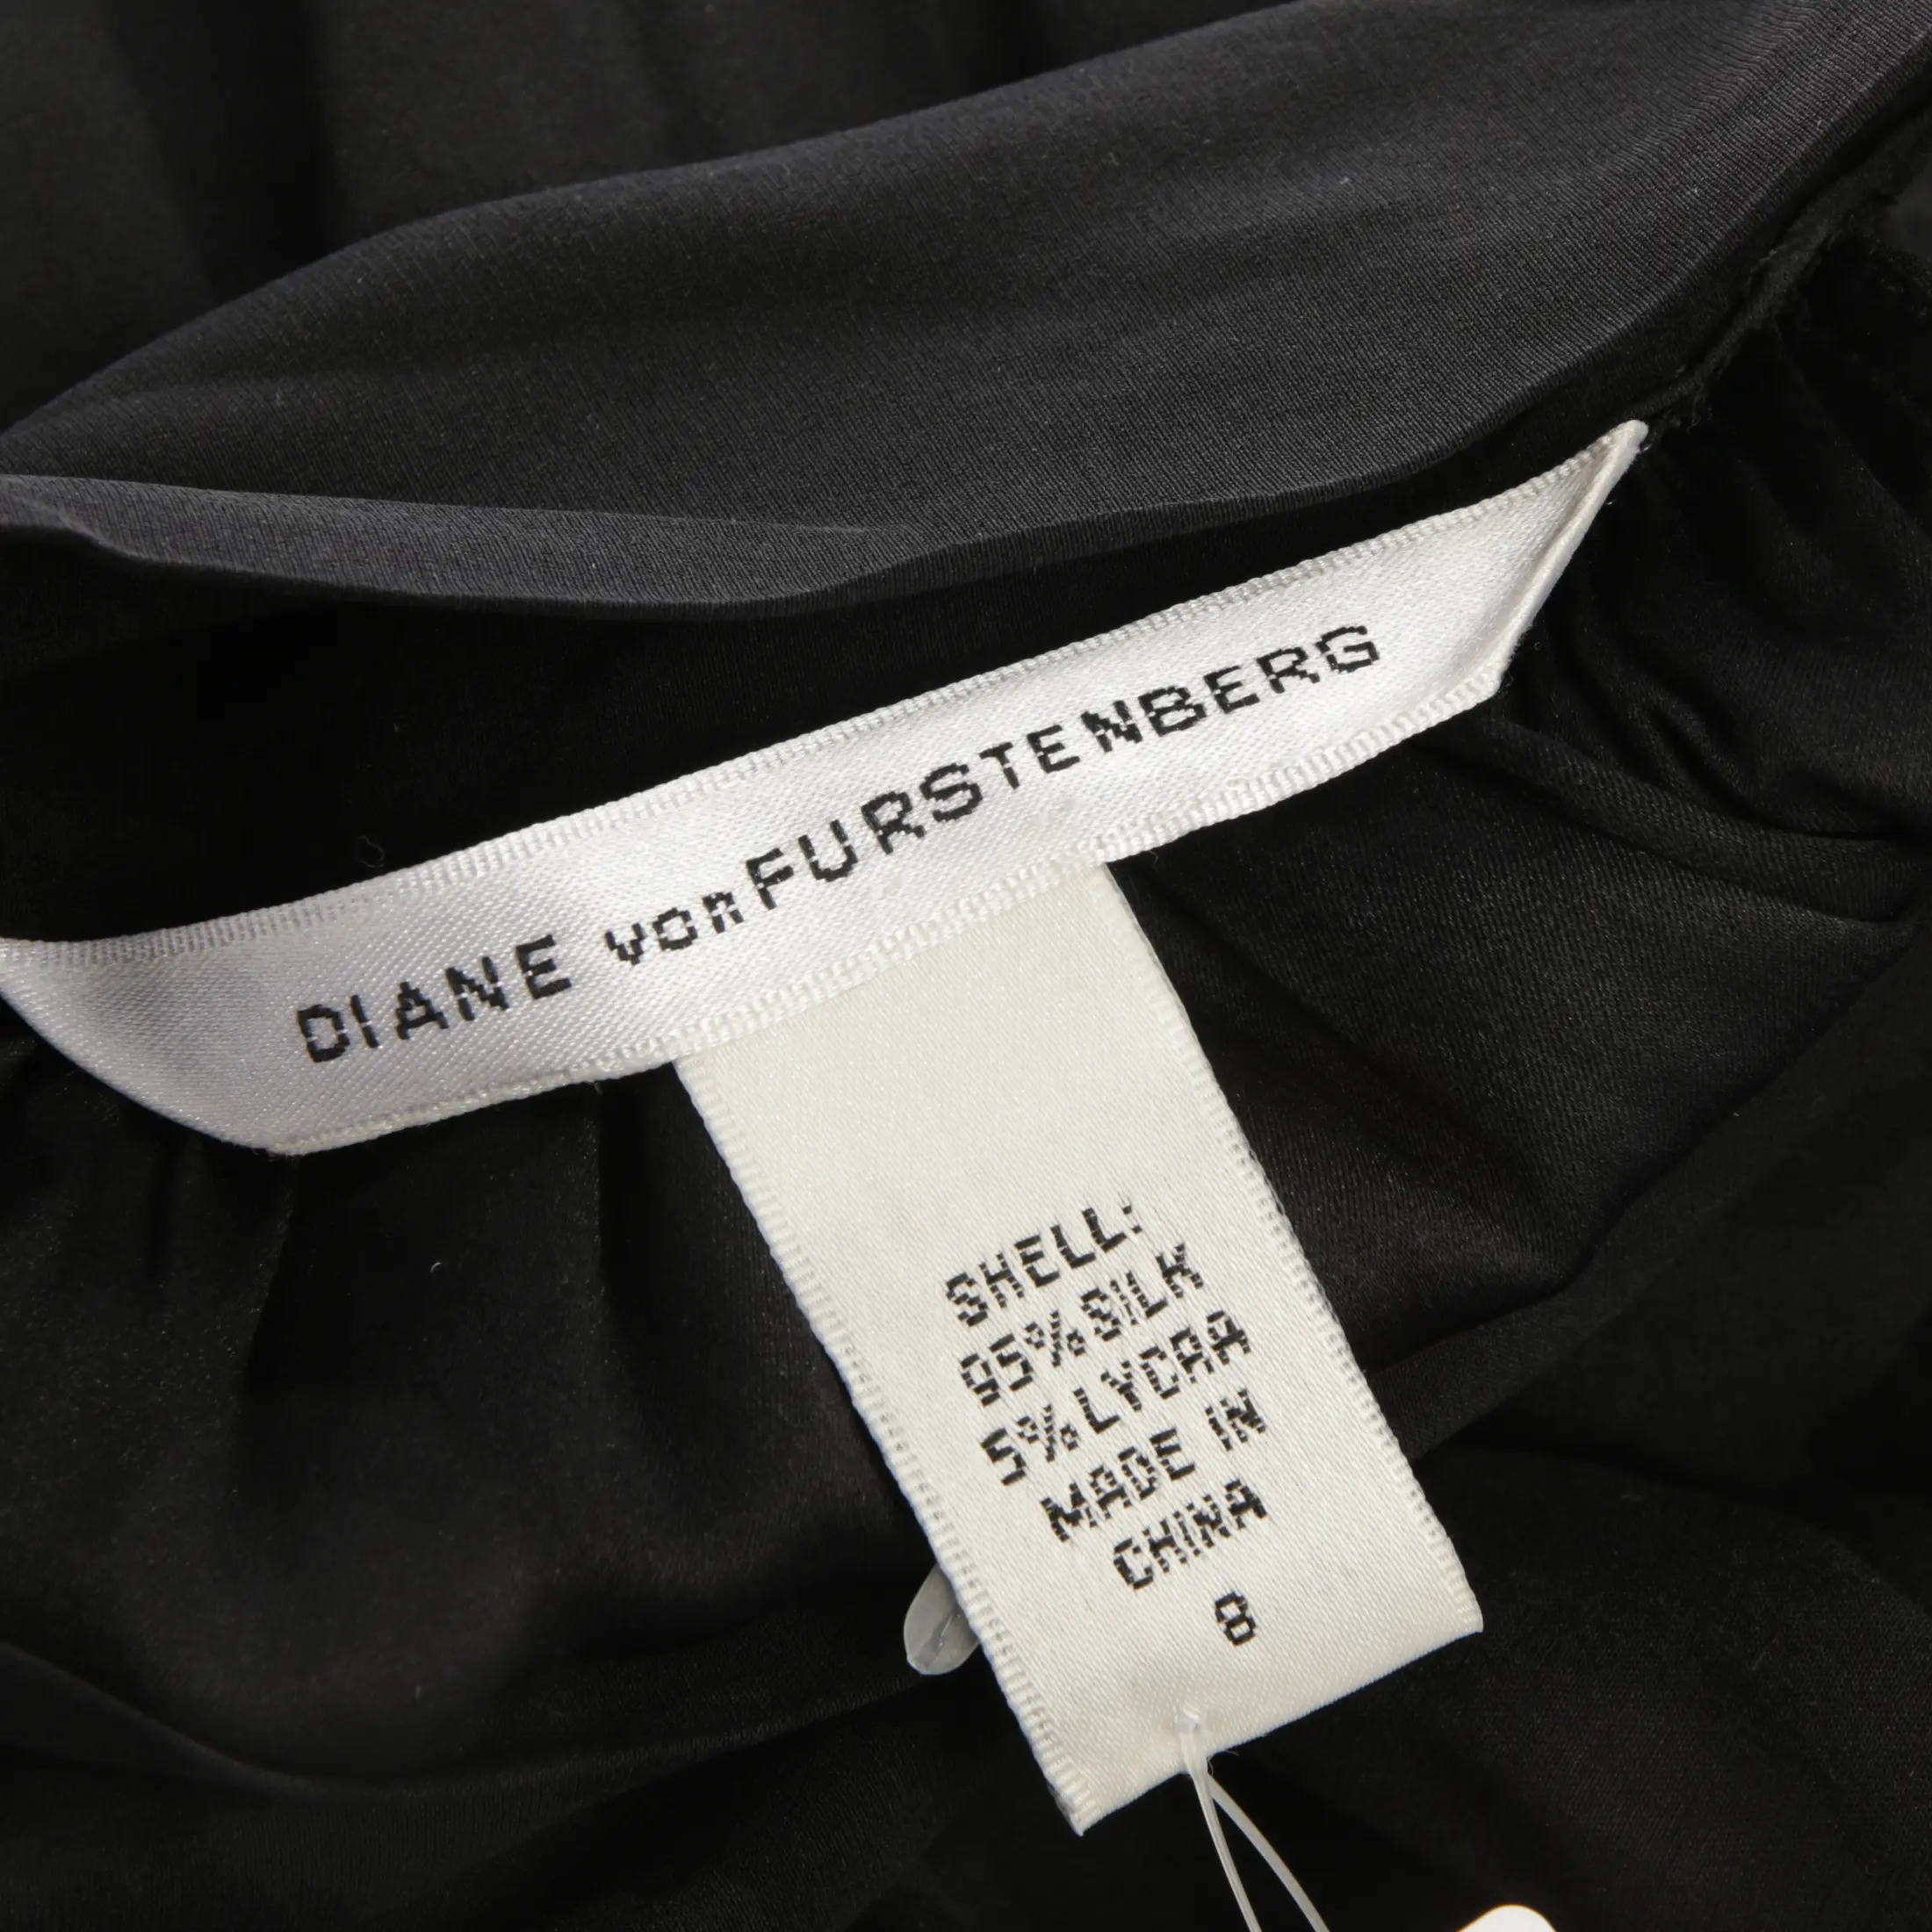 DIANE von FURSTENBERG
SHELL:
95% SILK
5% LYCRA
MADE IN
CHINA
8